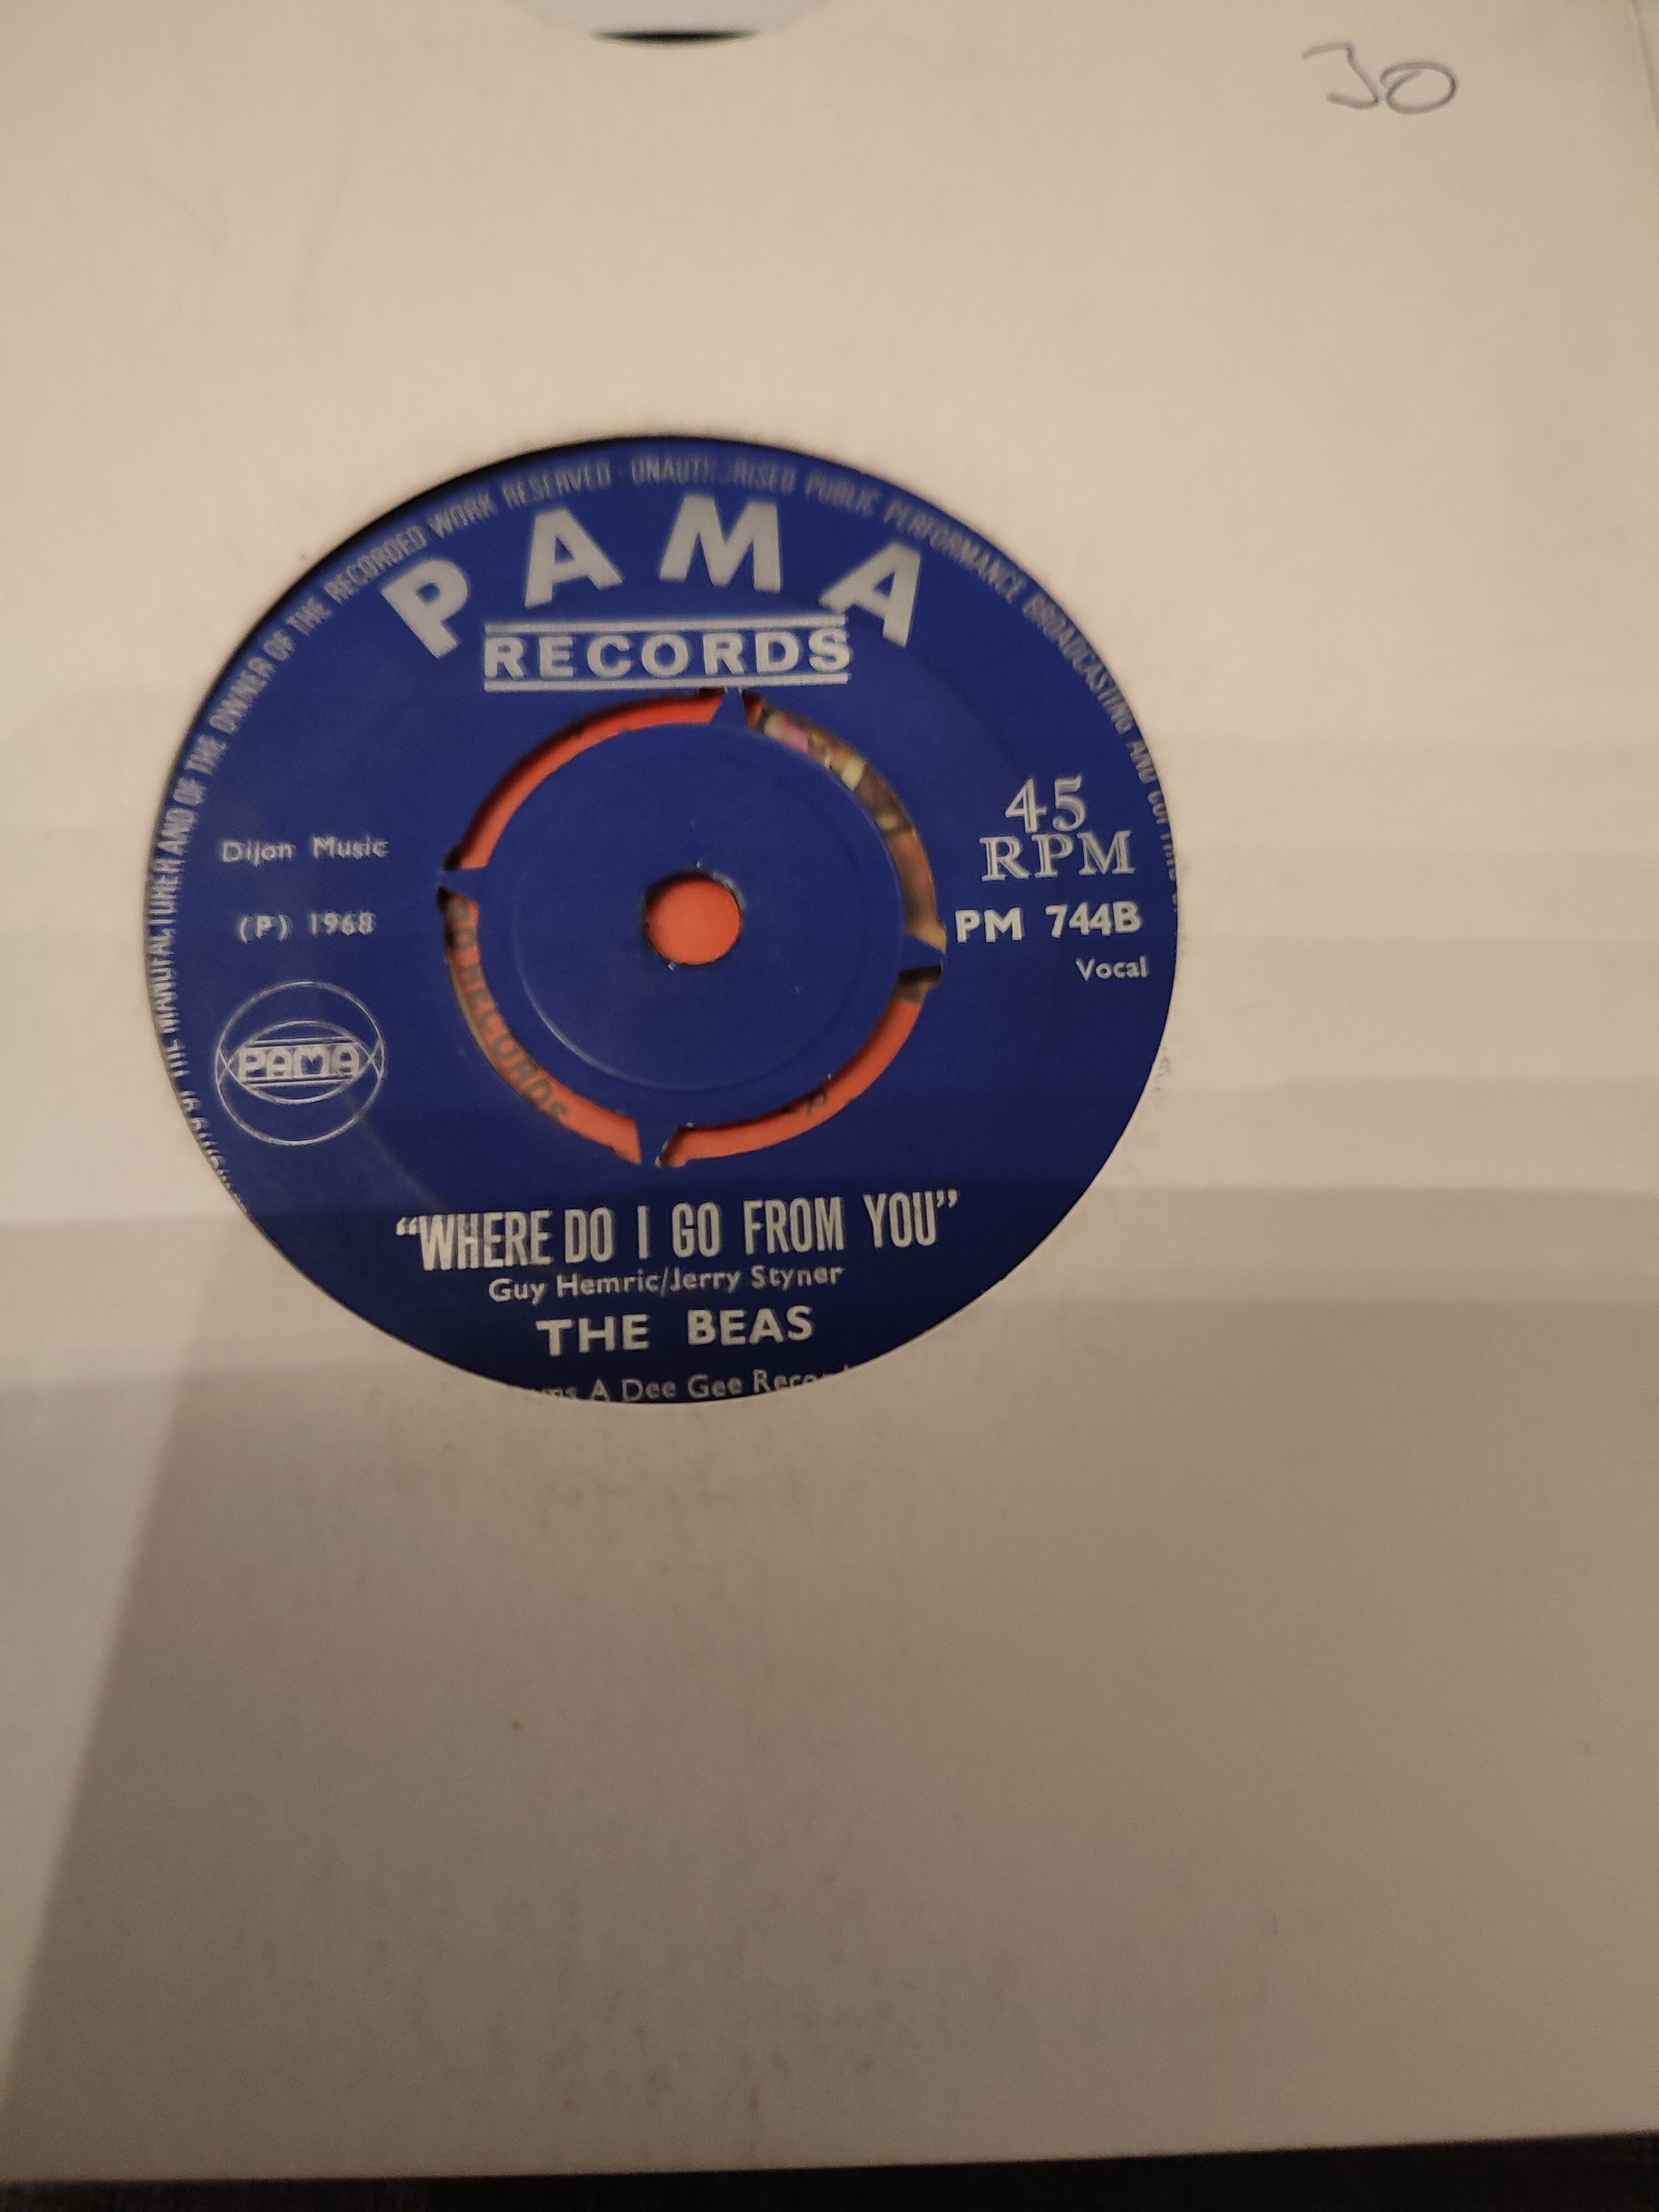 30
OF THE MANUFACTURER AND OF THE OWNER OF THE RECORDED WORK RESERVED · UNAUTHORISED PUBLIC PERFORMANCE BROADCASTING AND
PAMA
RECORDS
45
RPM
Dijon Music
(P) 1968
PM 744B
Vocal
PAMA
RECORDS
"WHERE DO I GO FROM YOU"
Guy Hemric/Jerry Styner
THE BEAS
A Dee Gee